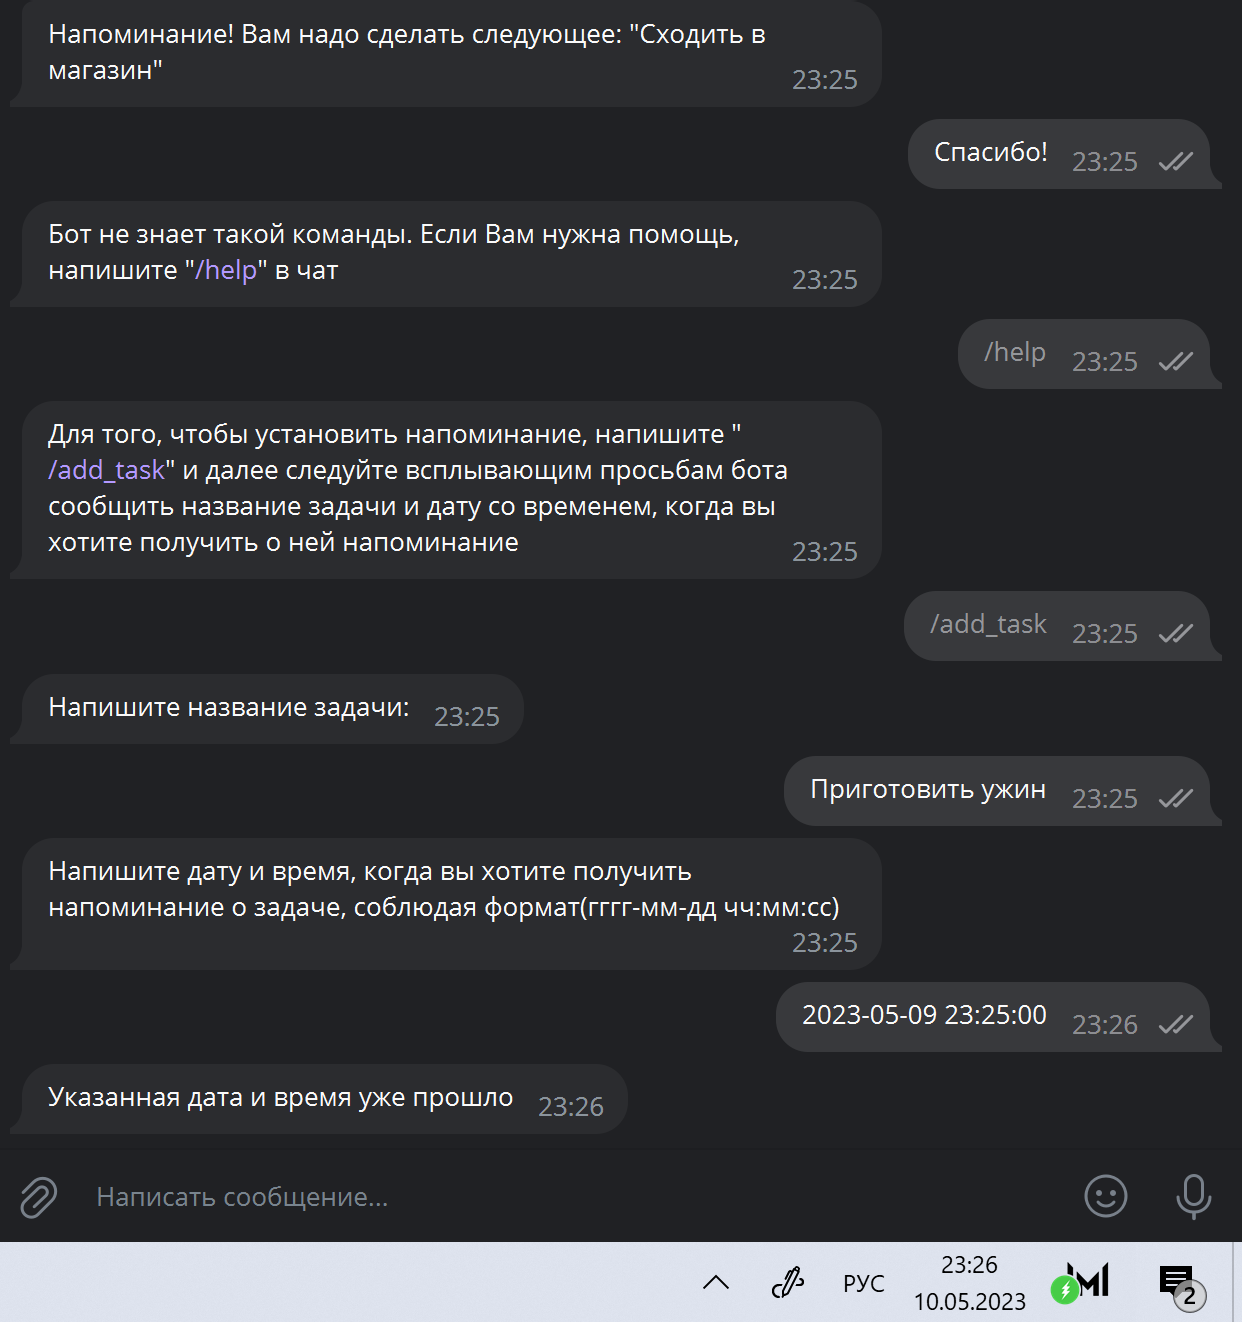 Напоминание! Вам надо сделать следующее: "Сходить в
магазин"
23:25
Спасибо! 23:25
Бот не знает такой команды. Если Вам нужна помощь,
напишите "/help" в чат
23:25
/help 23:25
Для того, чтобы установить напоминание, напишите "
/add_task" и далее следуйте всплывающим просьбам бота
сообщить название задачи и дату со временем, когда вы
хотите получить о ней напоминание
23:25
/add_task 23:25
Напишите название задачи: 23:25
Приготовить ужин 23:25
Напишите дату и время, когда вы хотите получить
напоминание о задаче, соблюдая формат(гггг-мм-дд чч:мм:сс)
23:25
2023-05-09 23:25:00 23:26
Указанная дата и время уже прошло 23:26
Написать сообщение...
РУС
23:26
10.05.2023
2